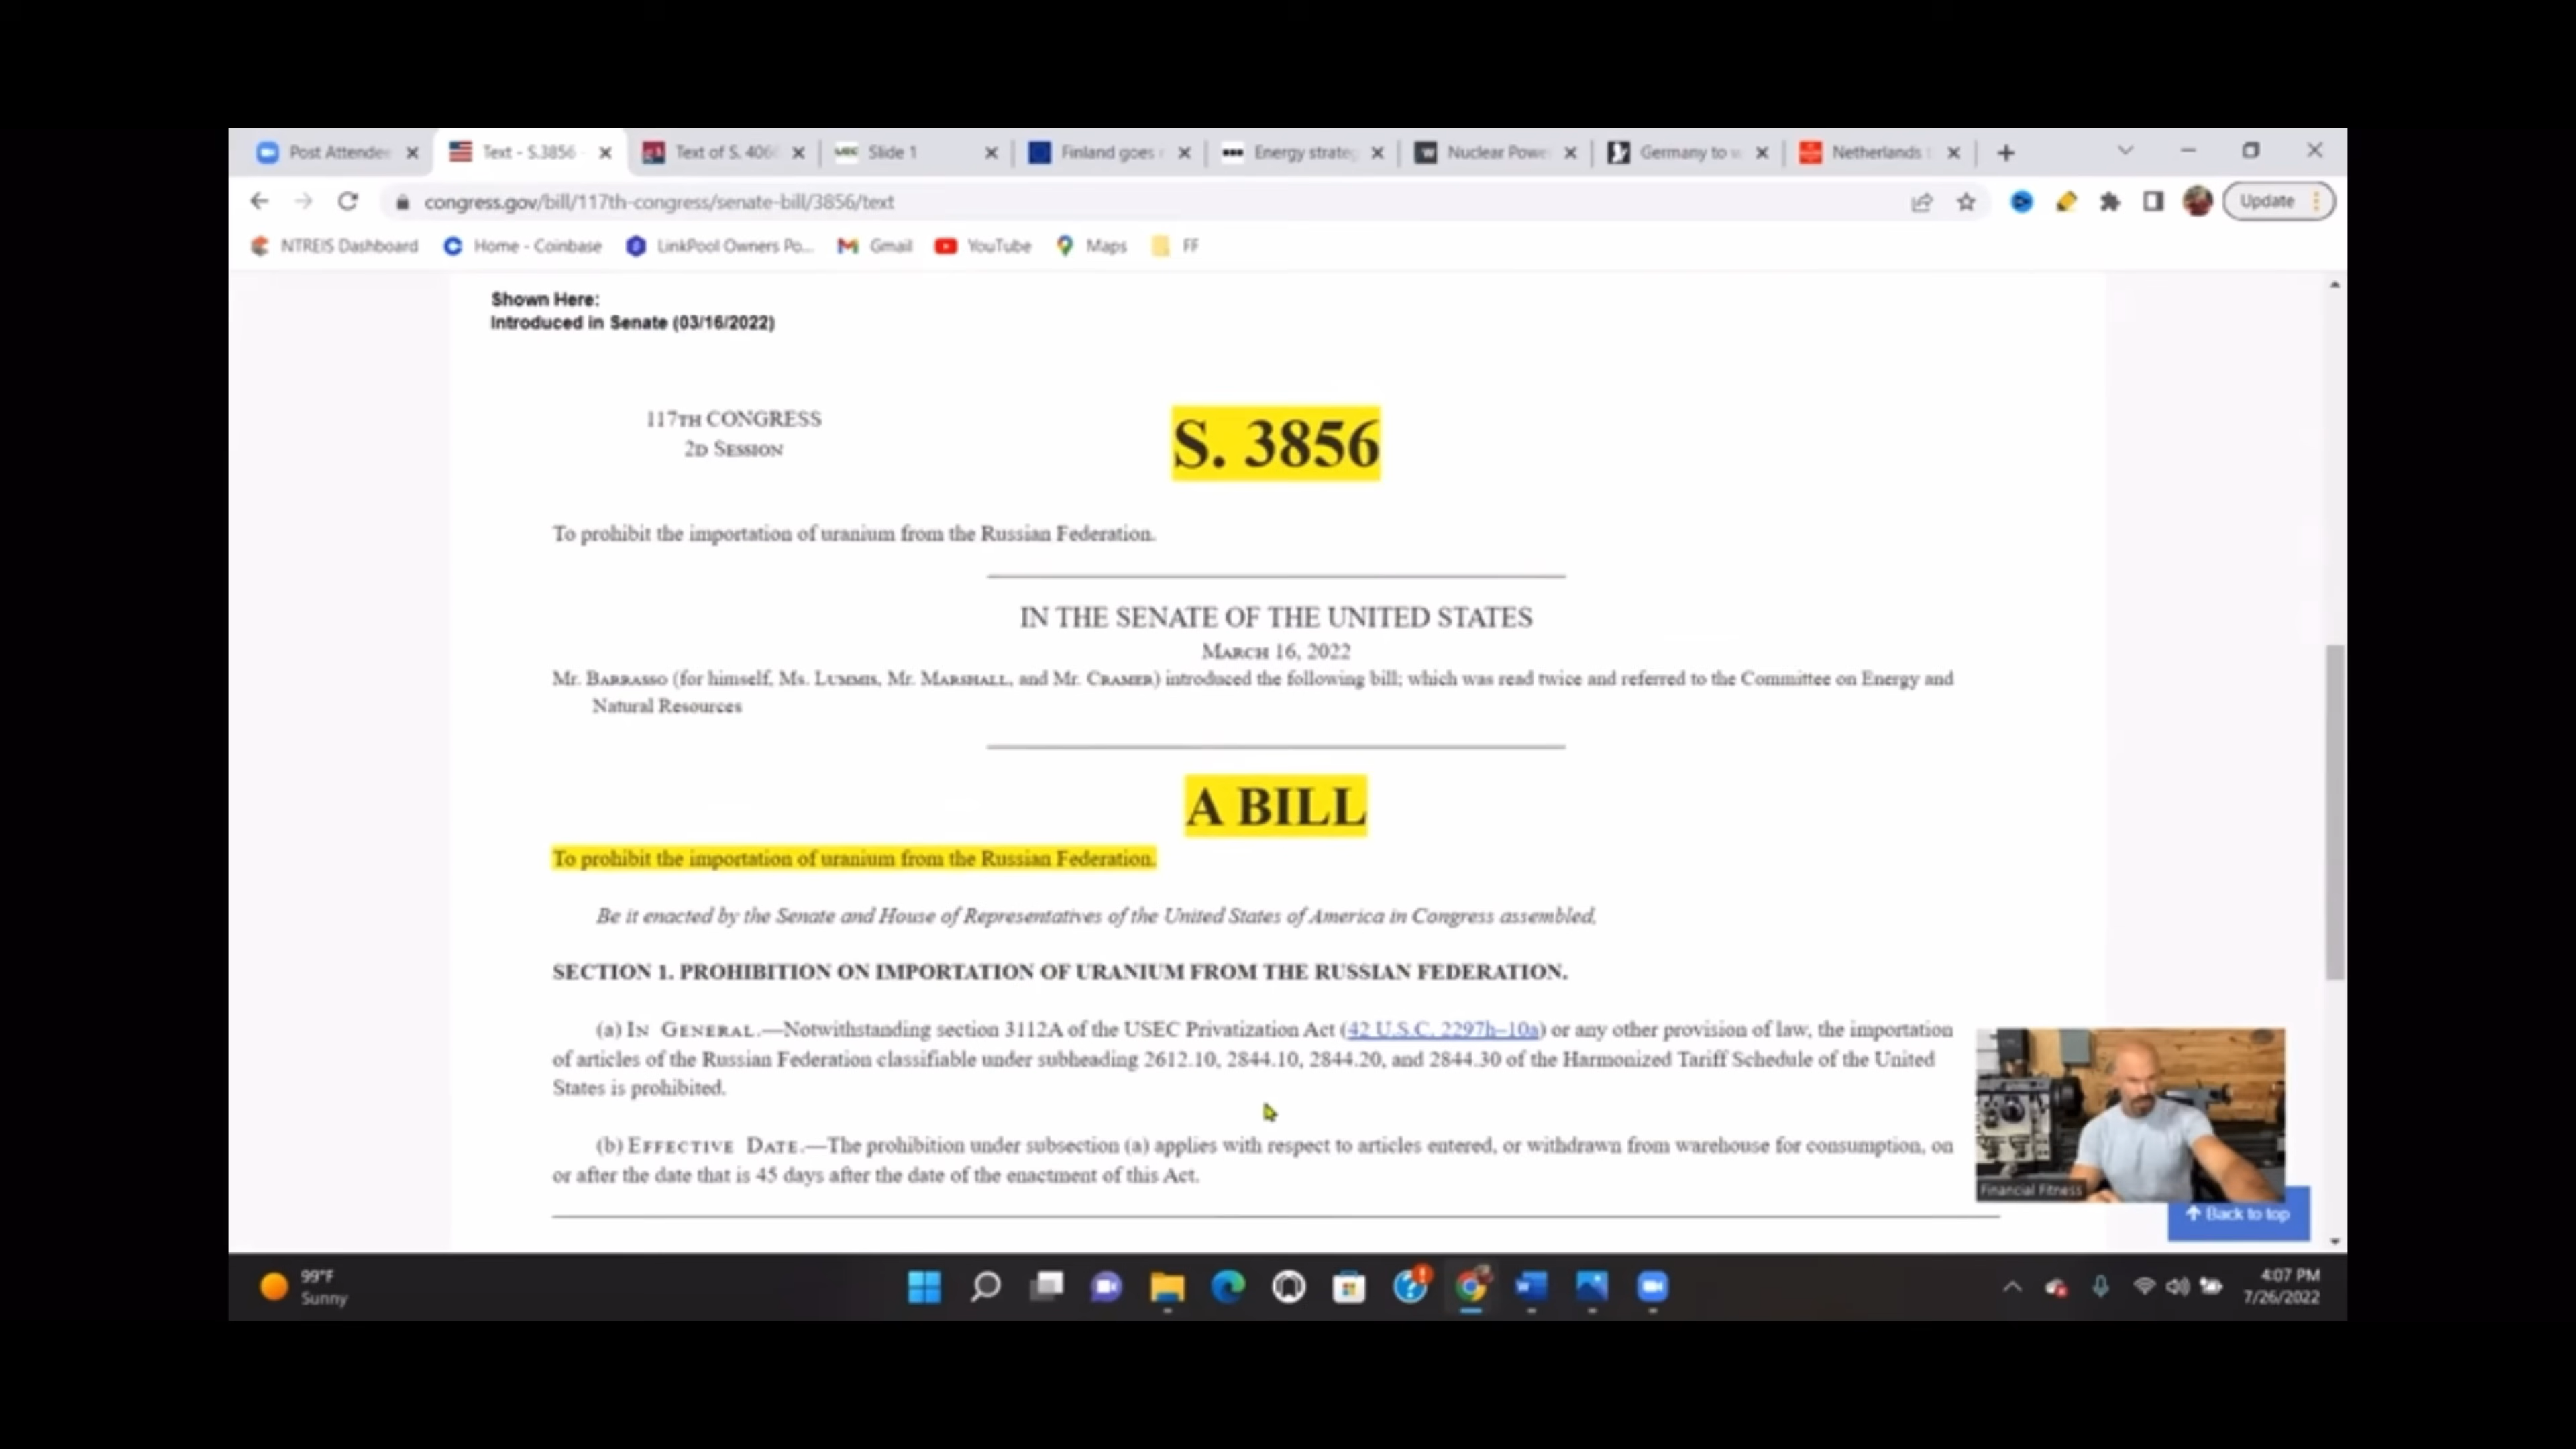 Post Attendee
Text - S.3856
Text of S. 406
UEC Slide 1
Finland goes
Energy strateg
Nuclear Powe
Germany to
Netherlands
Update
congress.gov/bill/117th-congress/senate-bill/3856/text
NTREIS Dashboard
Home - Coinbase
LinkPool Owners Po...
Gmail
YouTube
Maps
FF
Shown Here:
Introduced in Senate (03/16/2022)
117TH CONGRESS
2D SESSION
S. 3856
To prohibit the importation of uranium from the Russian Federation.
IN THE SENATE OF THE UNITED STATES
MARCH 16, 2022
Mr. BARRASSO (for himself, Ms. LUMMIS, Mr. MARSHALL, and Mr. CRAMER) introduced the following bill; which was read twice and referred to the Committee on Energy and
Natural Resources
A BILL
To prohibit the importation of uranium from the Russian Federation.
Be it enacted by the Senate and House of Representatives of the United States of America in Congress assembled,
SECTION 1. PROHIBITION ON IMPORTATION OF URANIUM FROM THE RUSSIAN FEDERATION.
(a) IN GENERAL.—Notwithstanding section 3112A of the USEC Privatization Act (42 U.S.C. 2297h–10a) or any other provision of law, the importation
of articles of the Russian Federation classifiable under subheading 2612.10, 2844.10, 2844.20, and 2844.30 of the Harmonized Tariff Schedule of the United
States is prohibited.
(b) EFFECTIVE DATE.—The prohibition under subsection (a) applies with respect to articles entered, or withdrawn from warehouse for consumption, on
or after the date that is 45 days after the date of the enactment of this Act.
Financial Fitness
Back to top
99°F
Sunny
4:07 PM
7/26/2022